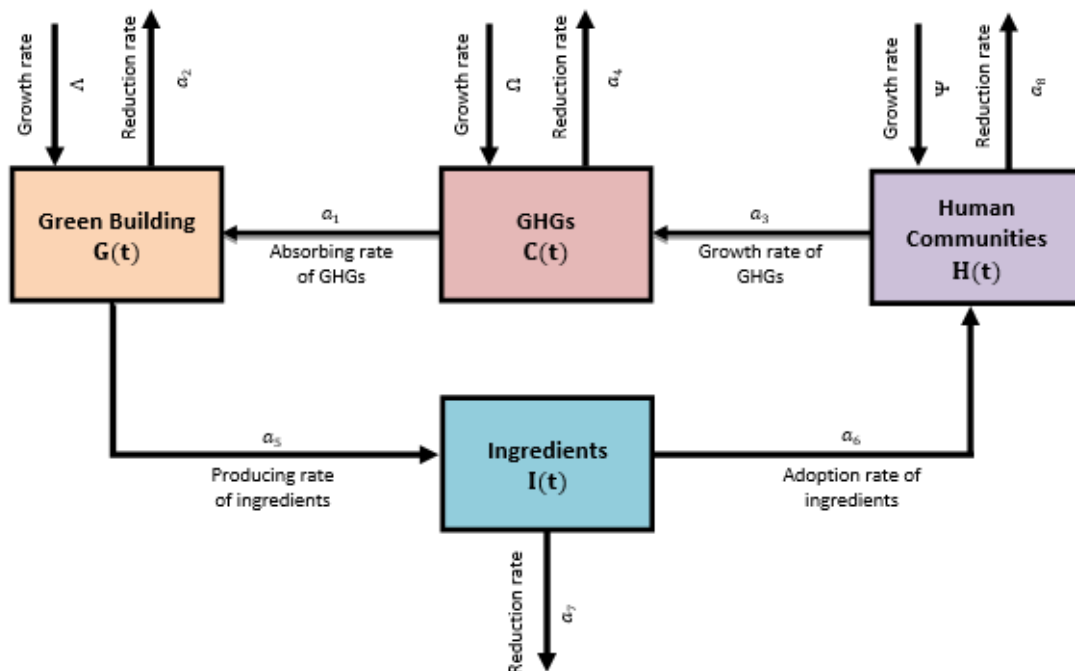 Growth rate
Λ
Reduction rate
a₂
Growth rate
Ω
Reduction rate
a₄
Growth rate
Ψ
Reduction rate
a₈
Green Building
G(t)
a₁
Absorbing rate
of GHGs
GHGs
C(t)
a₃
Growth rate of
GHGs
Human
Communities
H(t)
a₅
Producing rate
of ingredients
Ingredients
I(t)
a₆
Adoption rate of
ingredients
Reduction rate
a₇